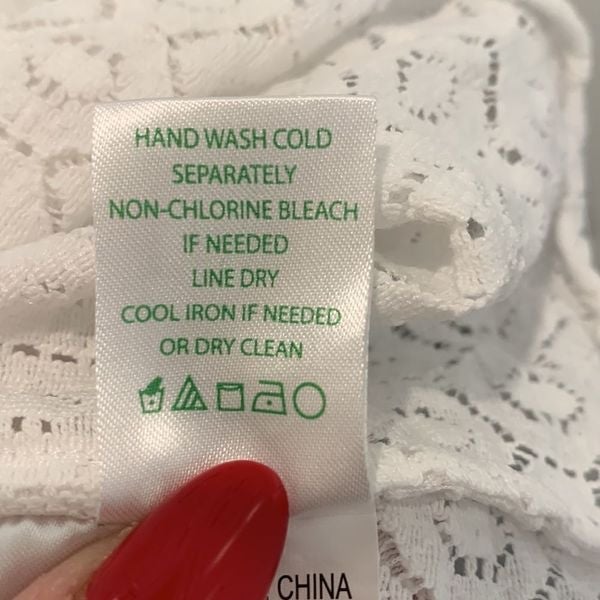 HAND WASH COLD
SEPARATELY
NON-CHLORINE BLEACH
IF NEEDED
LINE DRY
COOL IRON IF NEEDED
OR DRY CLEAN
CHINA